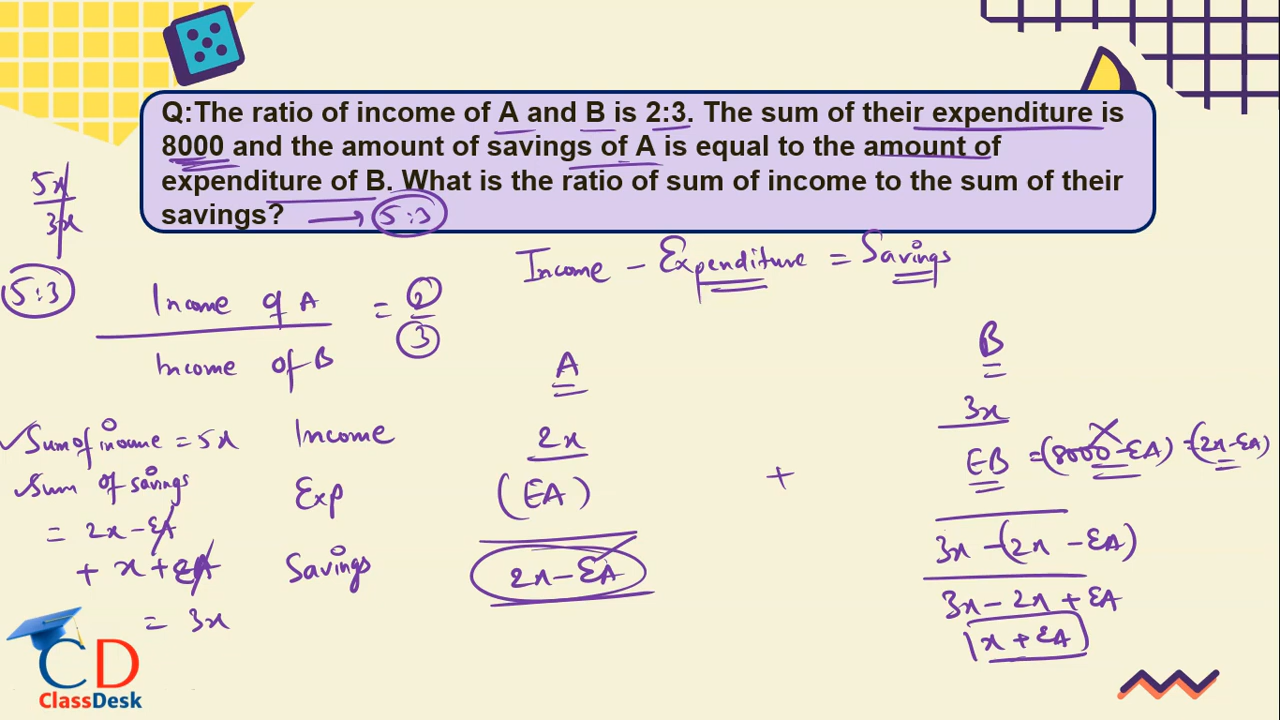 Q:The ratio of income of A and B is 2:3. The sum of their expenditure is
8000 and the amount of savings of A is equal to the amount of
expenditure of B. What is the ratio of sum of income to the sum of their
savings? → 5:3
5x
3x
5:3
Income - Expenditure = Savings
Income of A = 2
Income of B 3
A
B
Sum of income = 5x
Income 2x 3x
Sum of savings
Exp (EA) + EB = (8000 - EA) = (2x - EA)
= 2x - EA
+ x + EA
= 3x
Savings 2x - EA 3x - (2x - EA)
3x - 2x + EA
x + EA
CD
ClassDesk